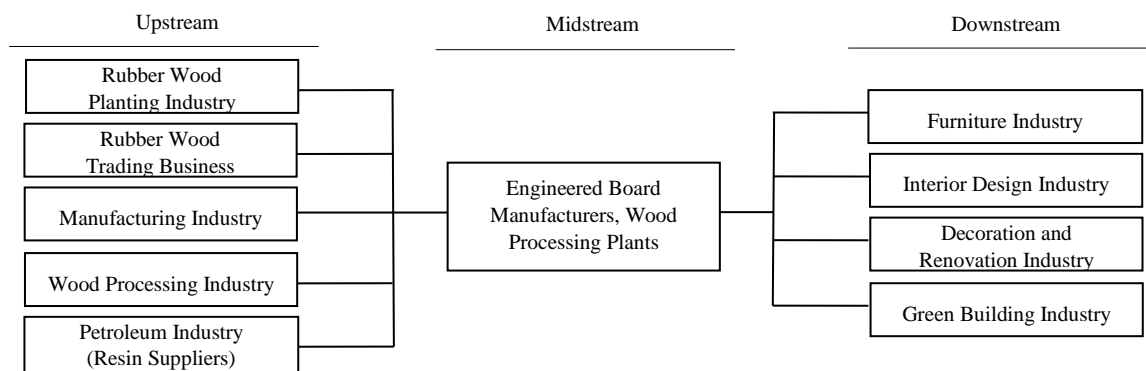 Upstream
Midstream
Downstream
Rubber Wood
Planting Industry
Rubber Wood
Trading Business
Manufacturing Industry
Wood Processing Industry
Petroleum Industry
(Resin Suppliers)
Engineered Board
Manufacturers, Wood
Processing Plants
Furniture Industry
Interior Design Industry
Decoration and
Renovation Industry
Green Building Industry